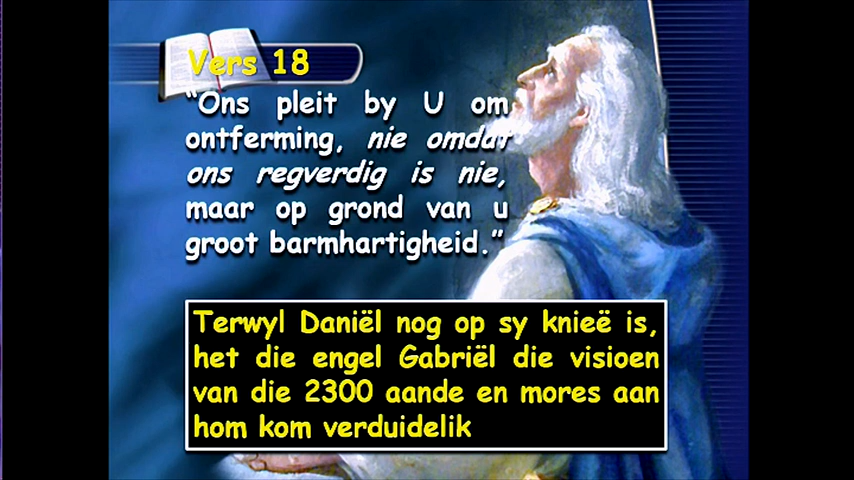 Vers 18
“Ons pleit by U om
ontferming, nie omdat
ons regverdig is nie,
maar op grond van u
groot barmhartigheid.”
Terwyl Daniël nog op sy knieë is,
het die engel Gabriël die visioen
van die 2300 aande en mores aan
hom kom verduidelik